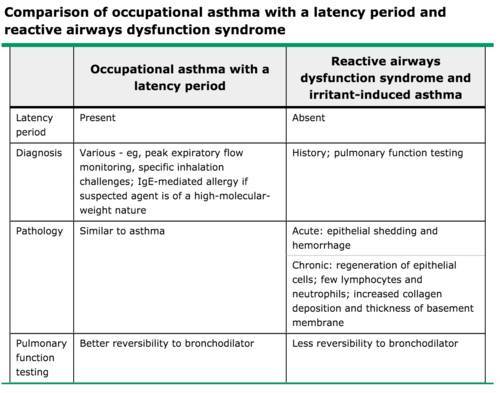 Comparison of occupational asthma with a latency period and
reactive airways dysfunction syndrome
Occupational asthma with a
latency period
Reactive airways
dysfunction syndrome and
irritant-induced asthma
Latency
period
Present
Absent
Diagnosis
Various - eg, peak expiratory flow
monitoring, specific inhalation
challenges; IgE-mediated allergy if
suspected agent is of a high-molecular-
weight nature
History; pulmonary function testing
Pathology
Similar to asthma
Acute: epithelial shedding and
hemorrhage
Chronic: regeneration of epithelial
cells; few lymphocytes and
neutrophils; increased collagen
deposition and thickness of basement
membrane
Pulmonary
function
testing
Better reversibility to bronchodilator
Less reversibility to bronchodilator